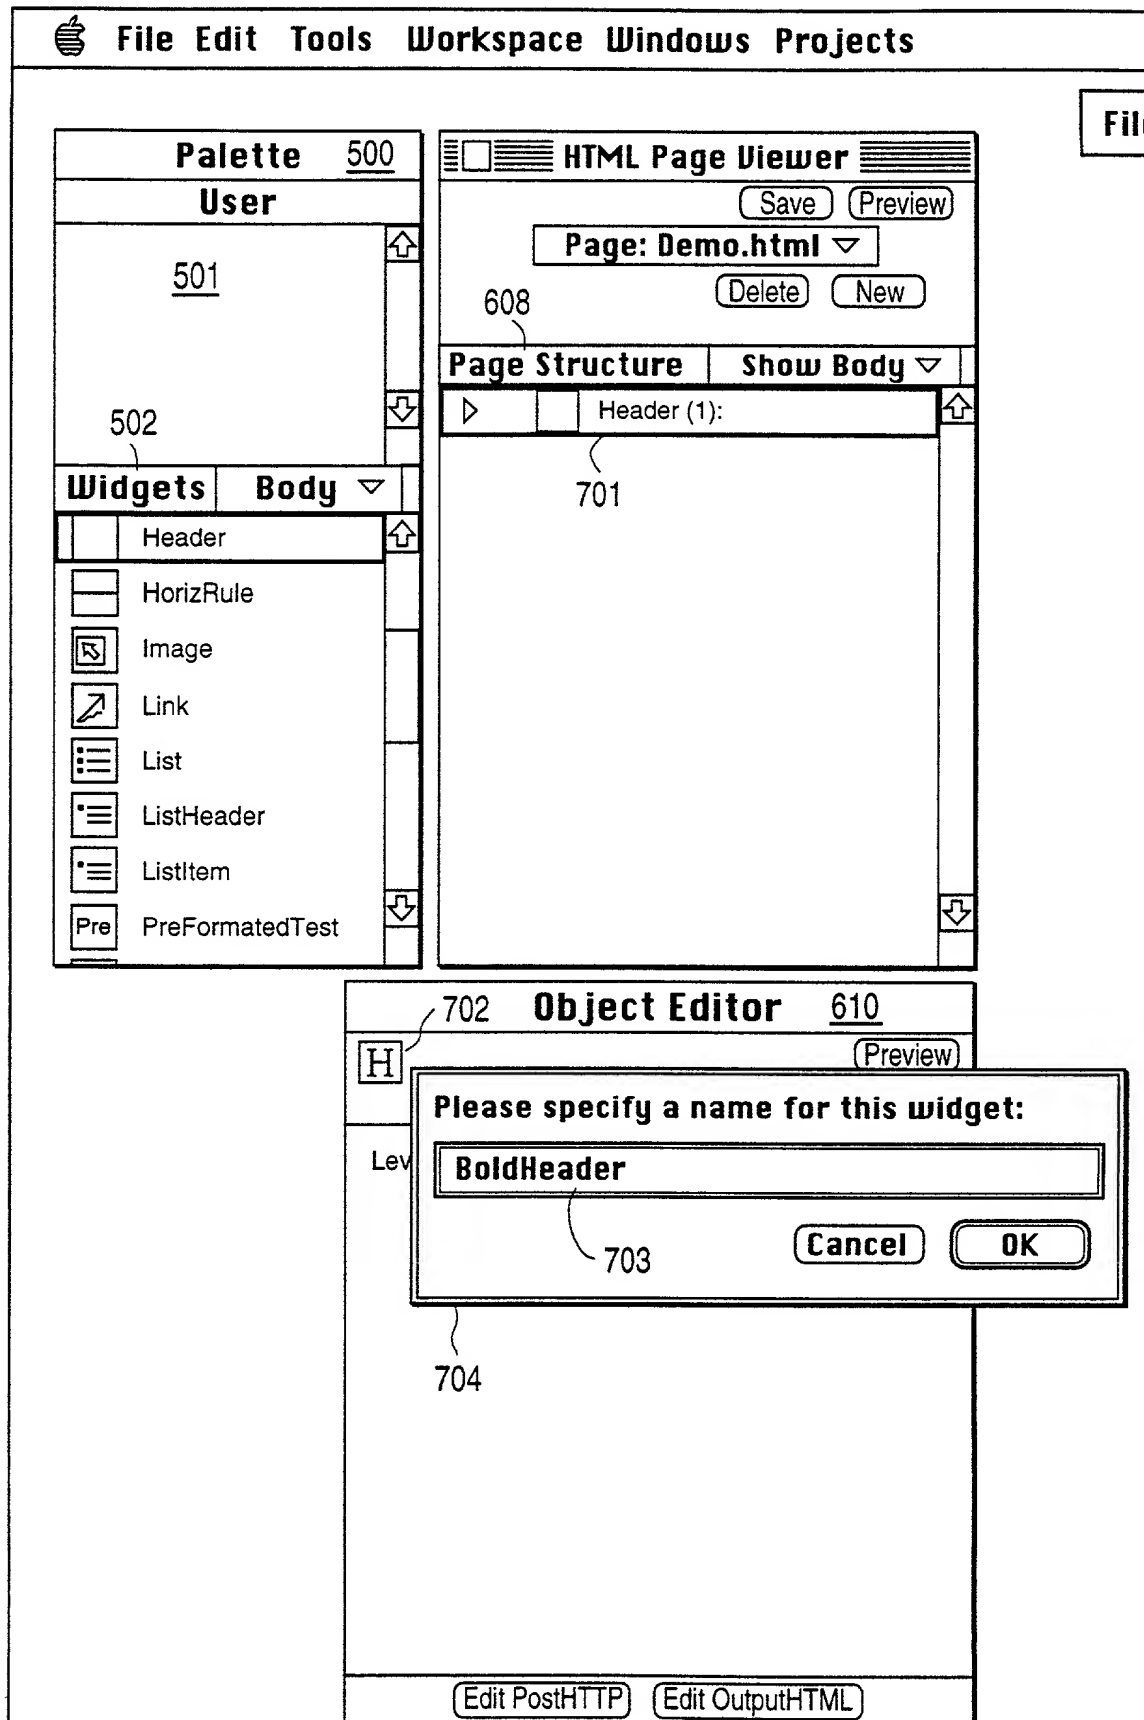 File Edit Tools Workspace Windows Projects
Palette 500
User
501
502
Widgets Body
Header
HorizRule
Image
Link
List
ListHeader
ListItem
Pre PreFormatedTest
HTML Page Viewer
Save Preview
Page: Demo.html
Delete New
608
Page Structure Show Body
Header (1):
701
702 Object Editor 610
H Preview
Please specify a name for this widget:
BoldHeader
703
Cancel OK
704
Edit PostHTTP Edit OutputHTML